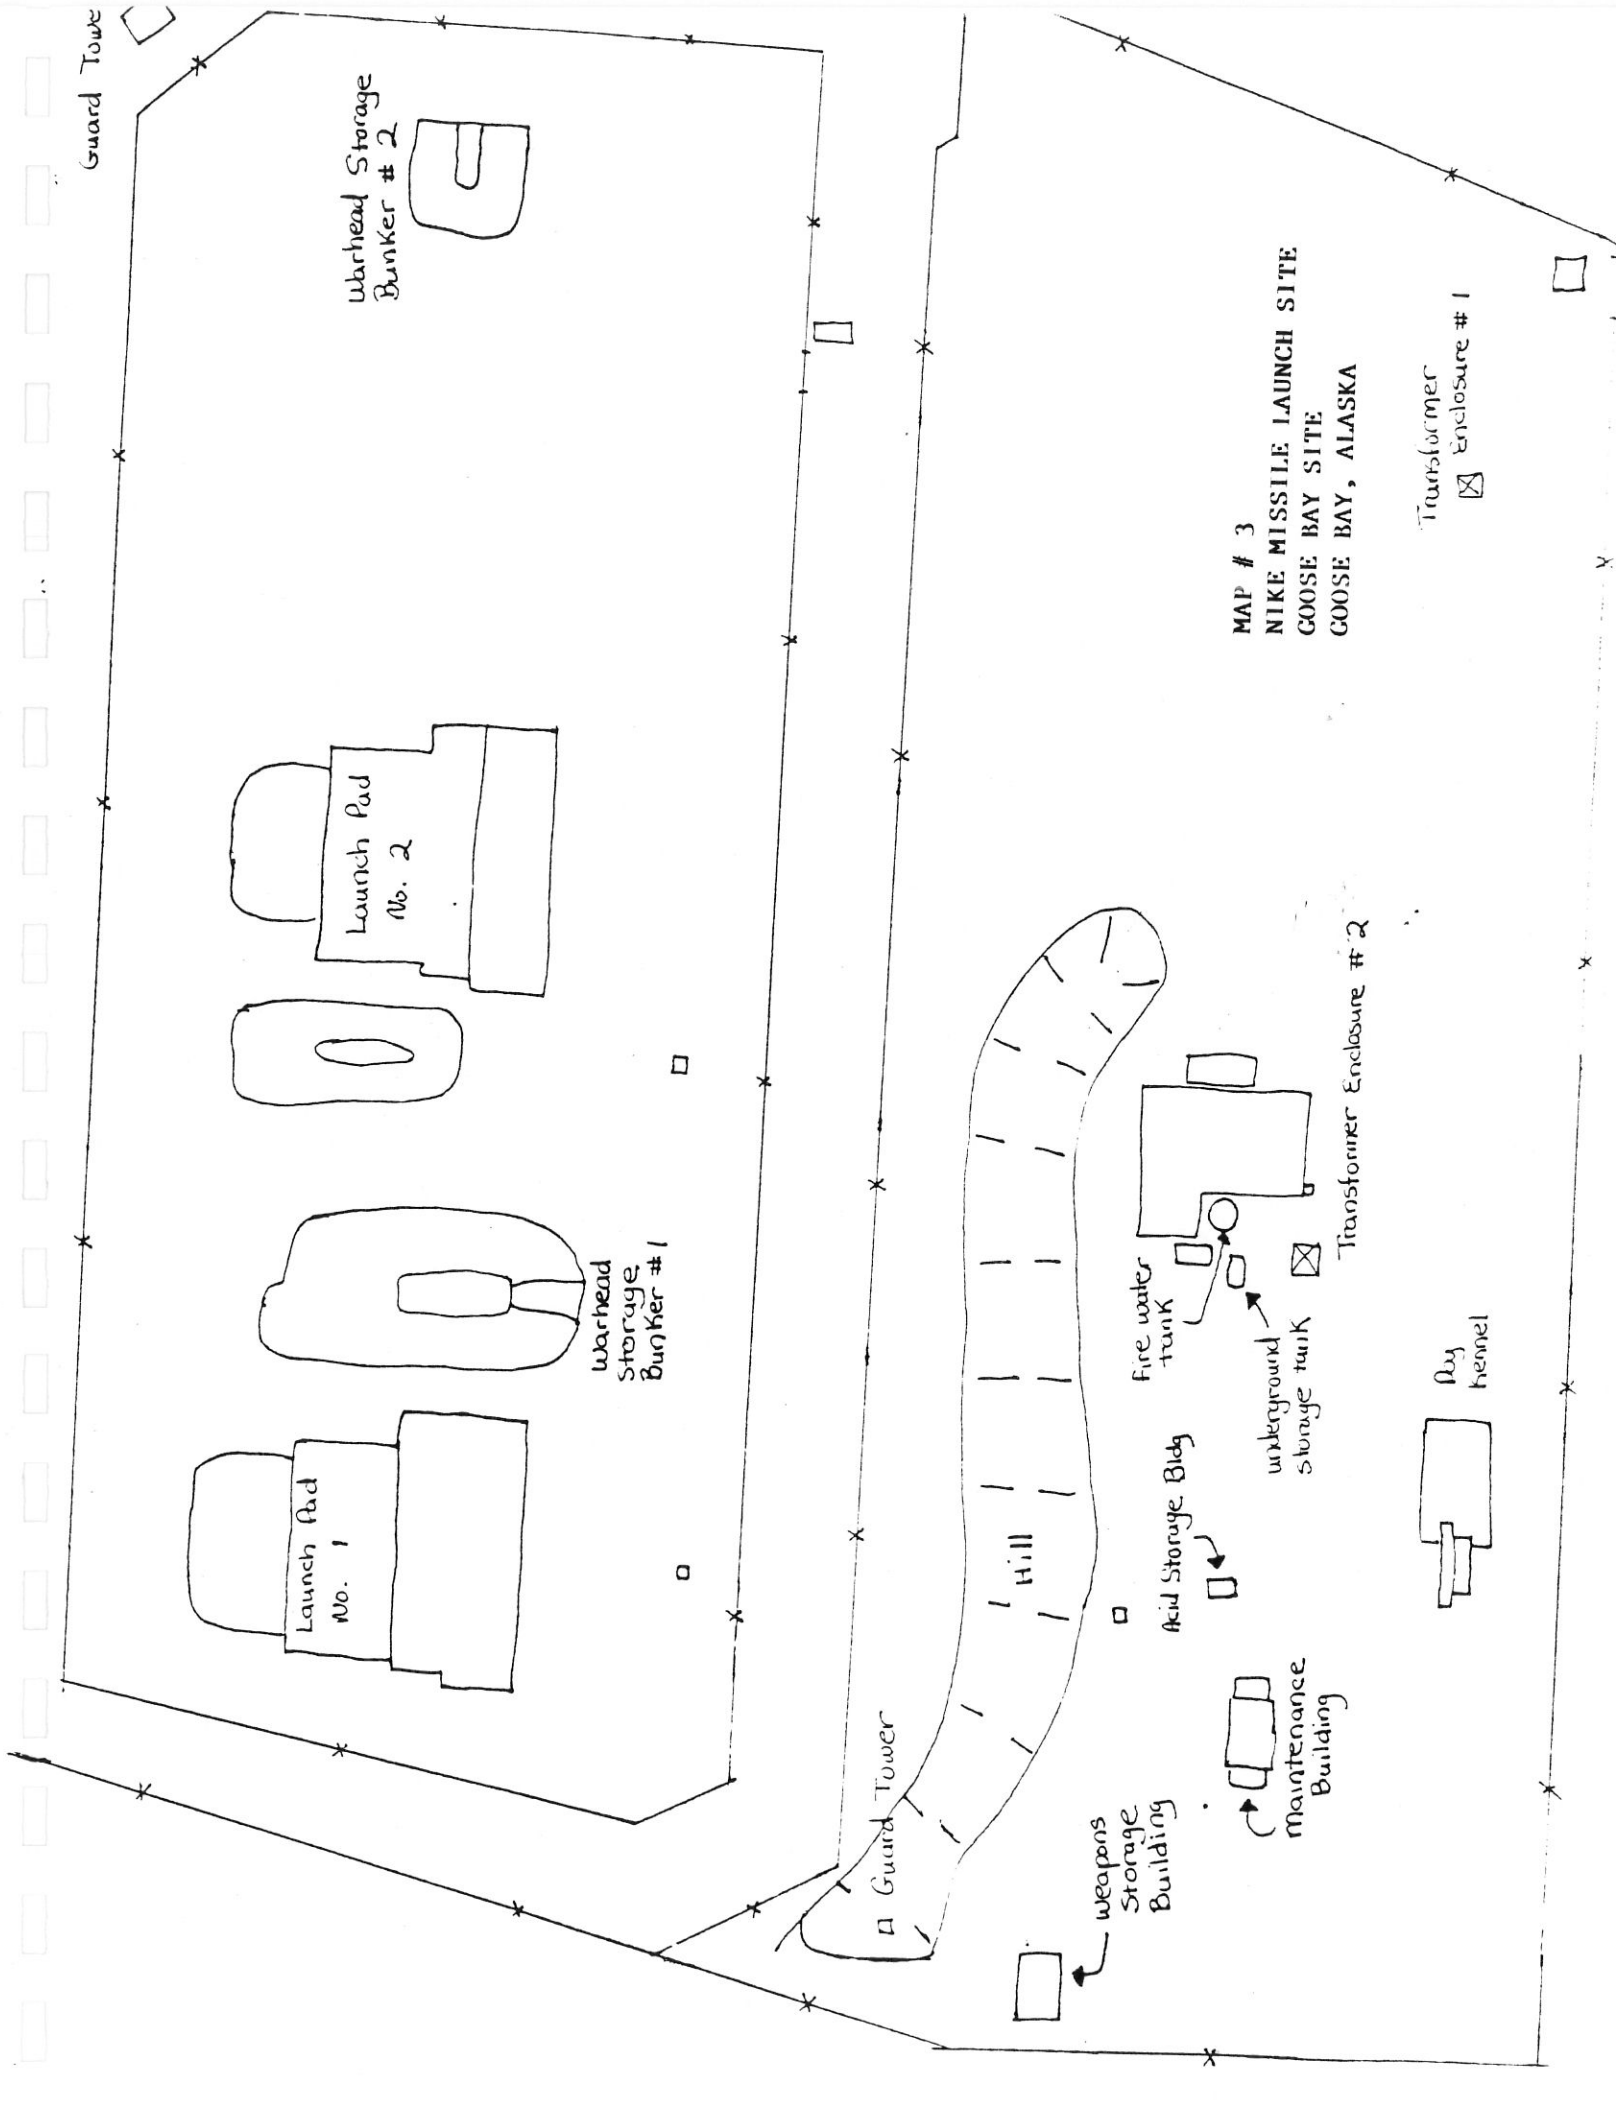 Guard Towe
Warhead Storage
Bunker # 2
Launch Pad
No. 2
Launch Pad
No. 1
Warhead
Storage
Bunker #1
Guard Tower
Hill
MAP # 3
NIKE MISSILE LAUNCH SITE
GOOSE BAY SITE
GOOSE BAY, ALASKA
Transformer
Enclosure # 1
Transformer Enclosure # 2
Fire water
tank
underground
storage tank
Acid Storage Bldg
Kennel
Maintenance
Building
Weapons
Storage
Building